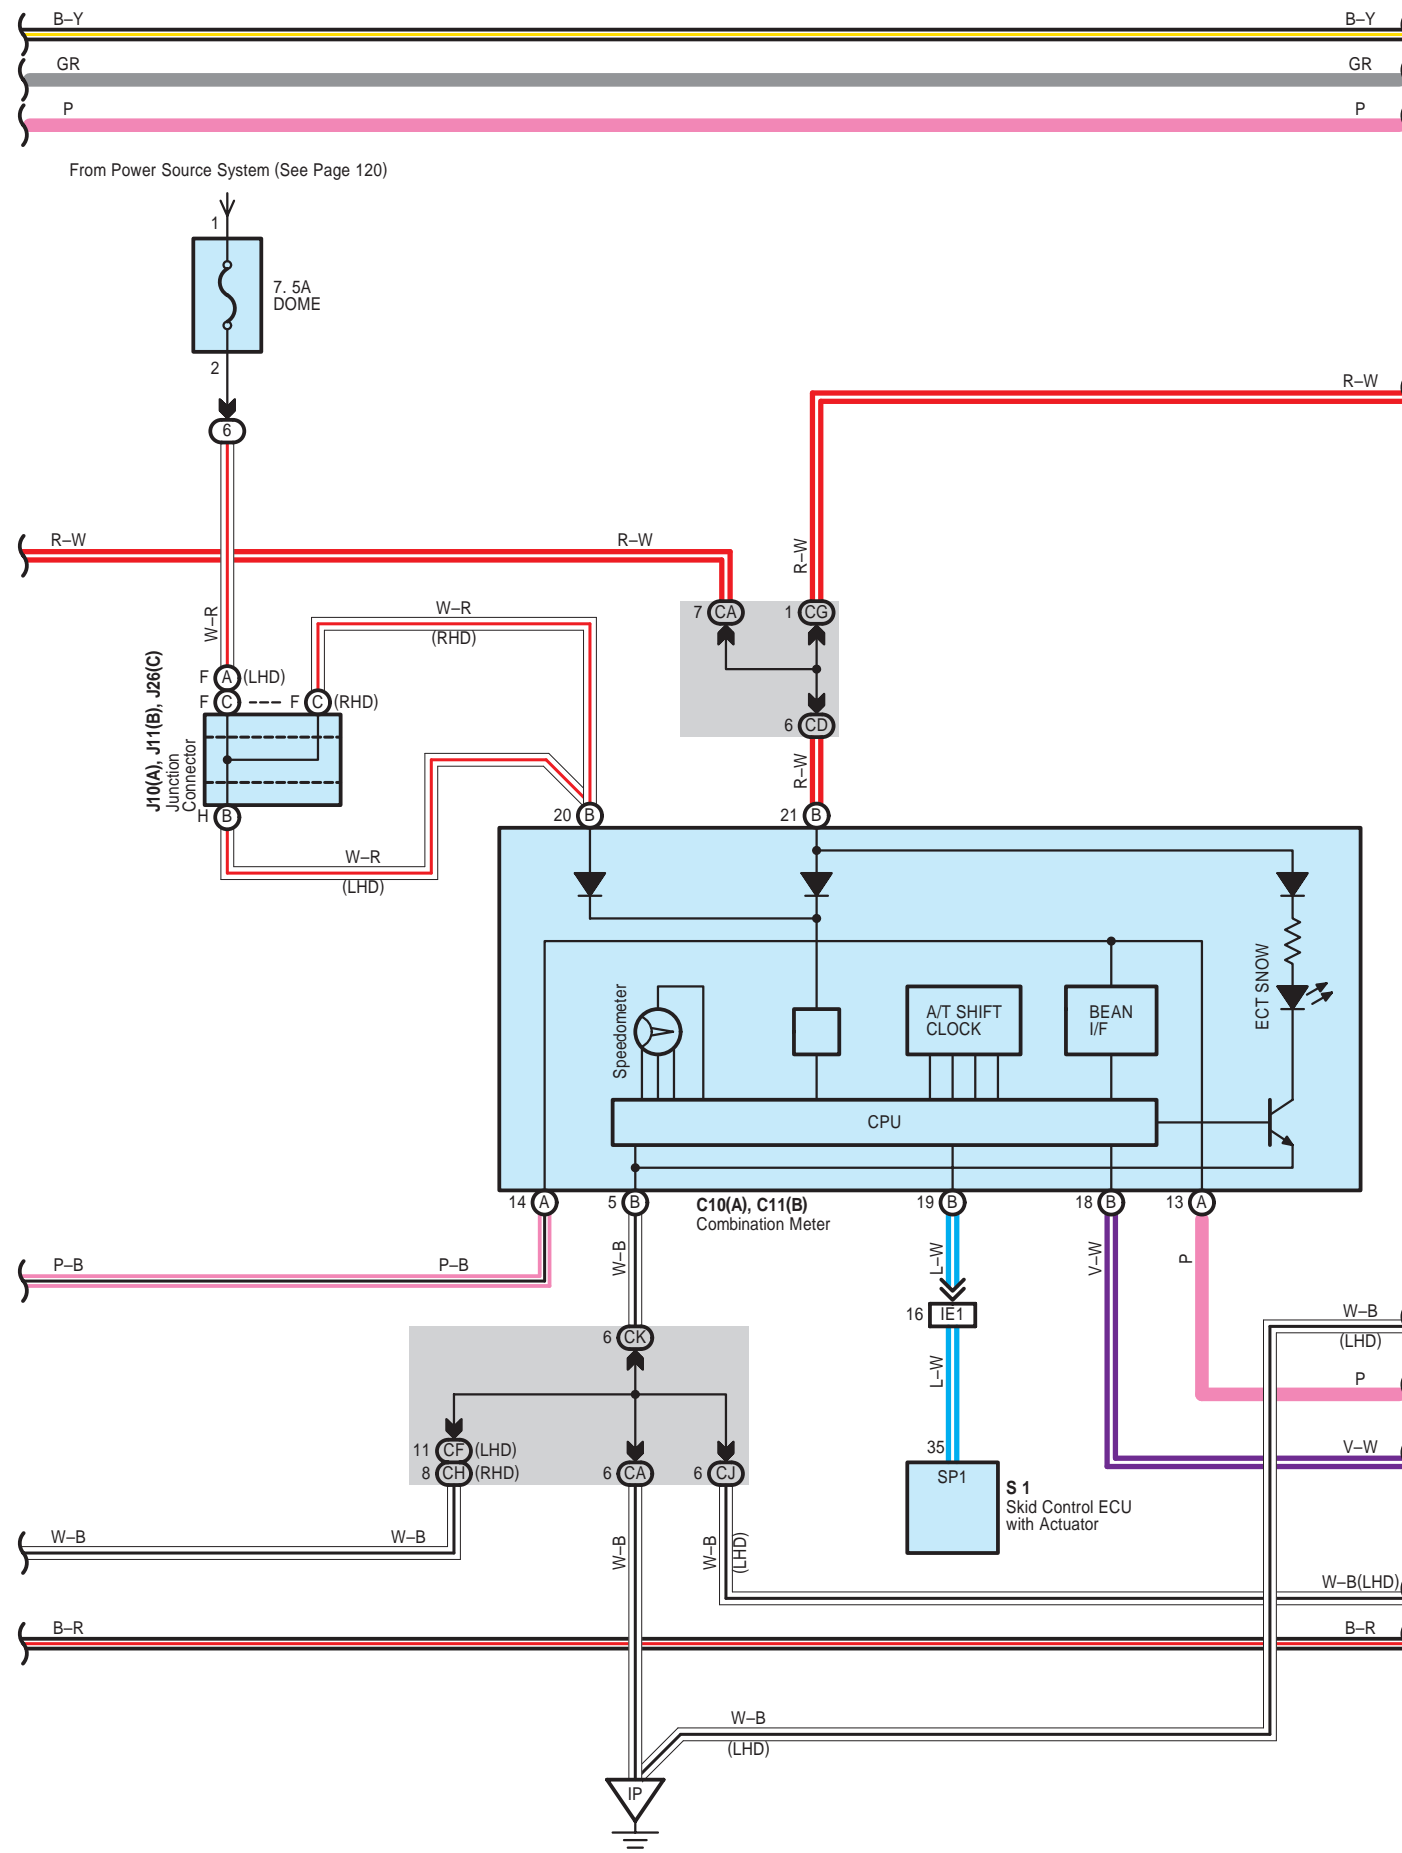 B–Y B–Y
GR GR
P P
From Power Source System (See Page 120)
1
7. 5A
DOME
2
6
R–W
R–W R–W
R–W
W–R
W–R
(RHD)
7 CA 1 CG
J10(A), J11(B), J26(C)
Junction
Connector
F A (LHD)
F C F C (RHD)
6 CD
R–W
H B
20 B 21 B
W–R
(LHD)
ECT SNOW
Speedometer
A/T SHIFT
CLOCK
BEAN
I/F
CPU
14 A 5 B
C10(A), C11(B)
Combination Meter
19 B 18 B 13 A
P–B P–B
W–B
L–W
V–W
P
16 IE1
W–B
(LHD)
6 CK
L–W
P
11 CF (LHD)
8 CH (RHD)
6 CA 6 CJ
35
SP1
S 1
Skid Control ECU
with Actuator
V–W
W–B W–B
W–B
W–B
(LHD)
W–B(LHD)
B–R B–R
W–B
(LHD)
IP